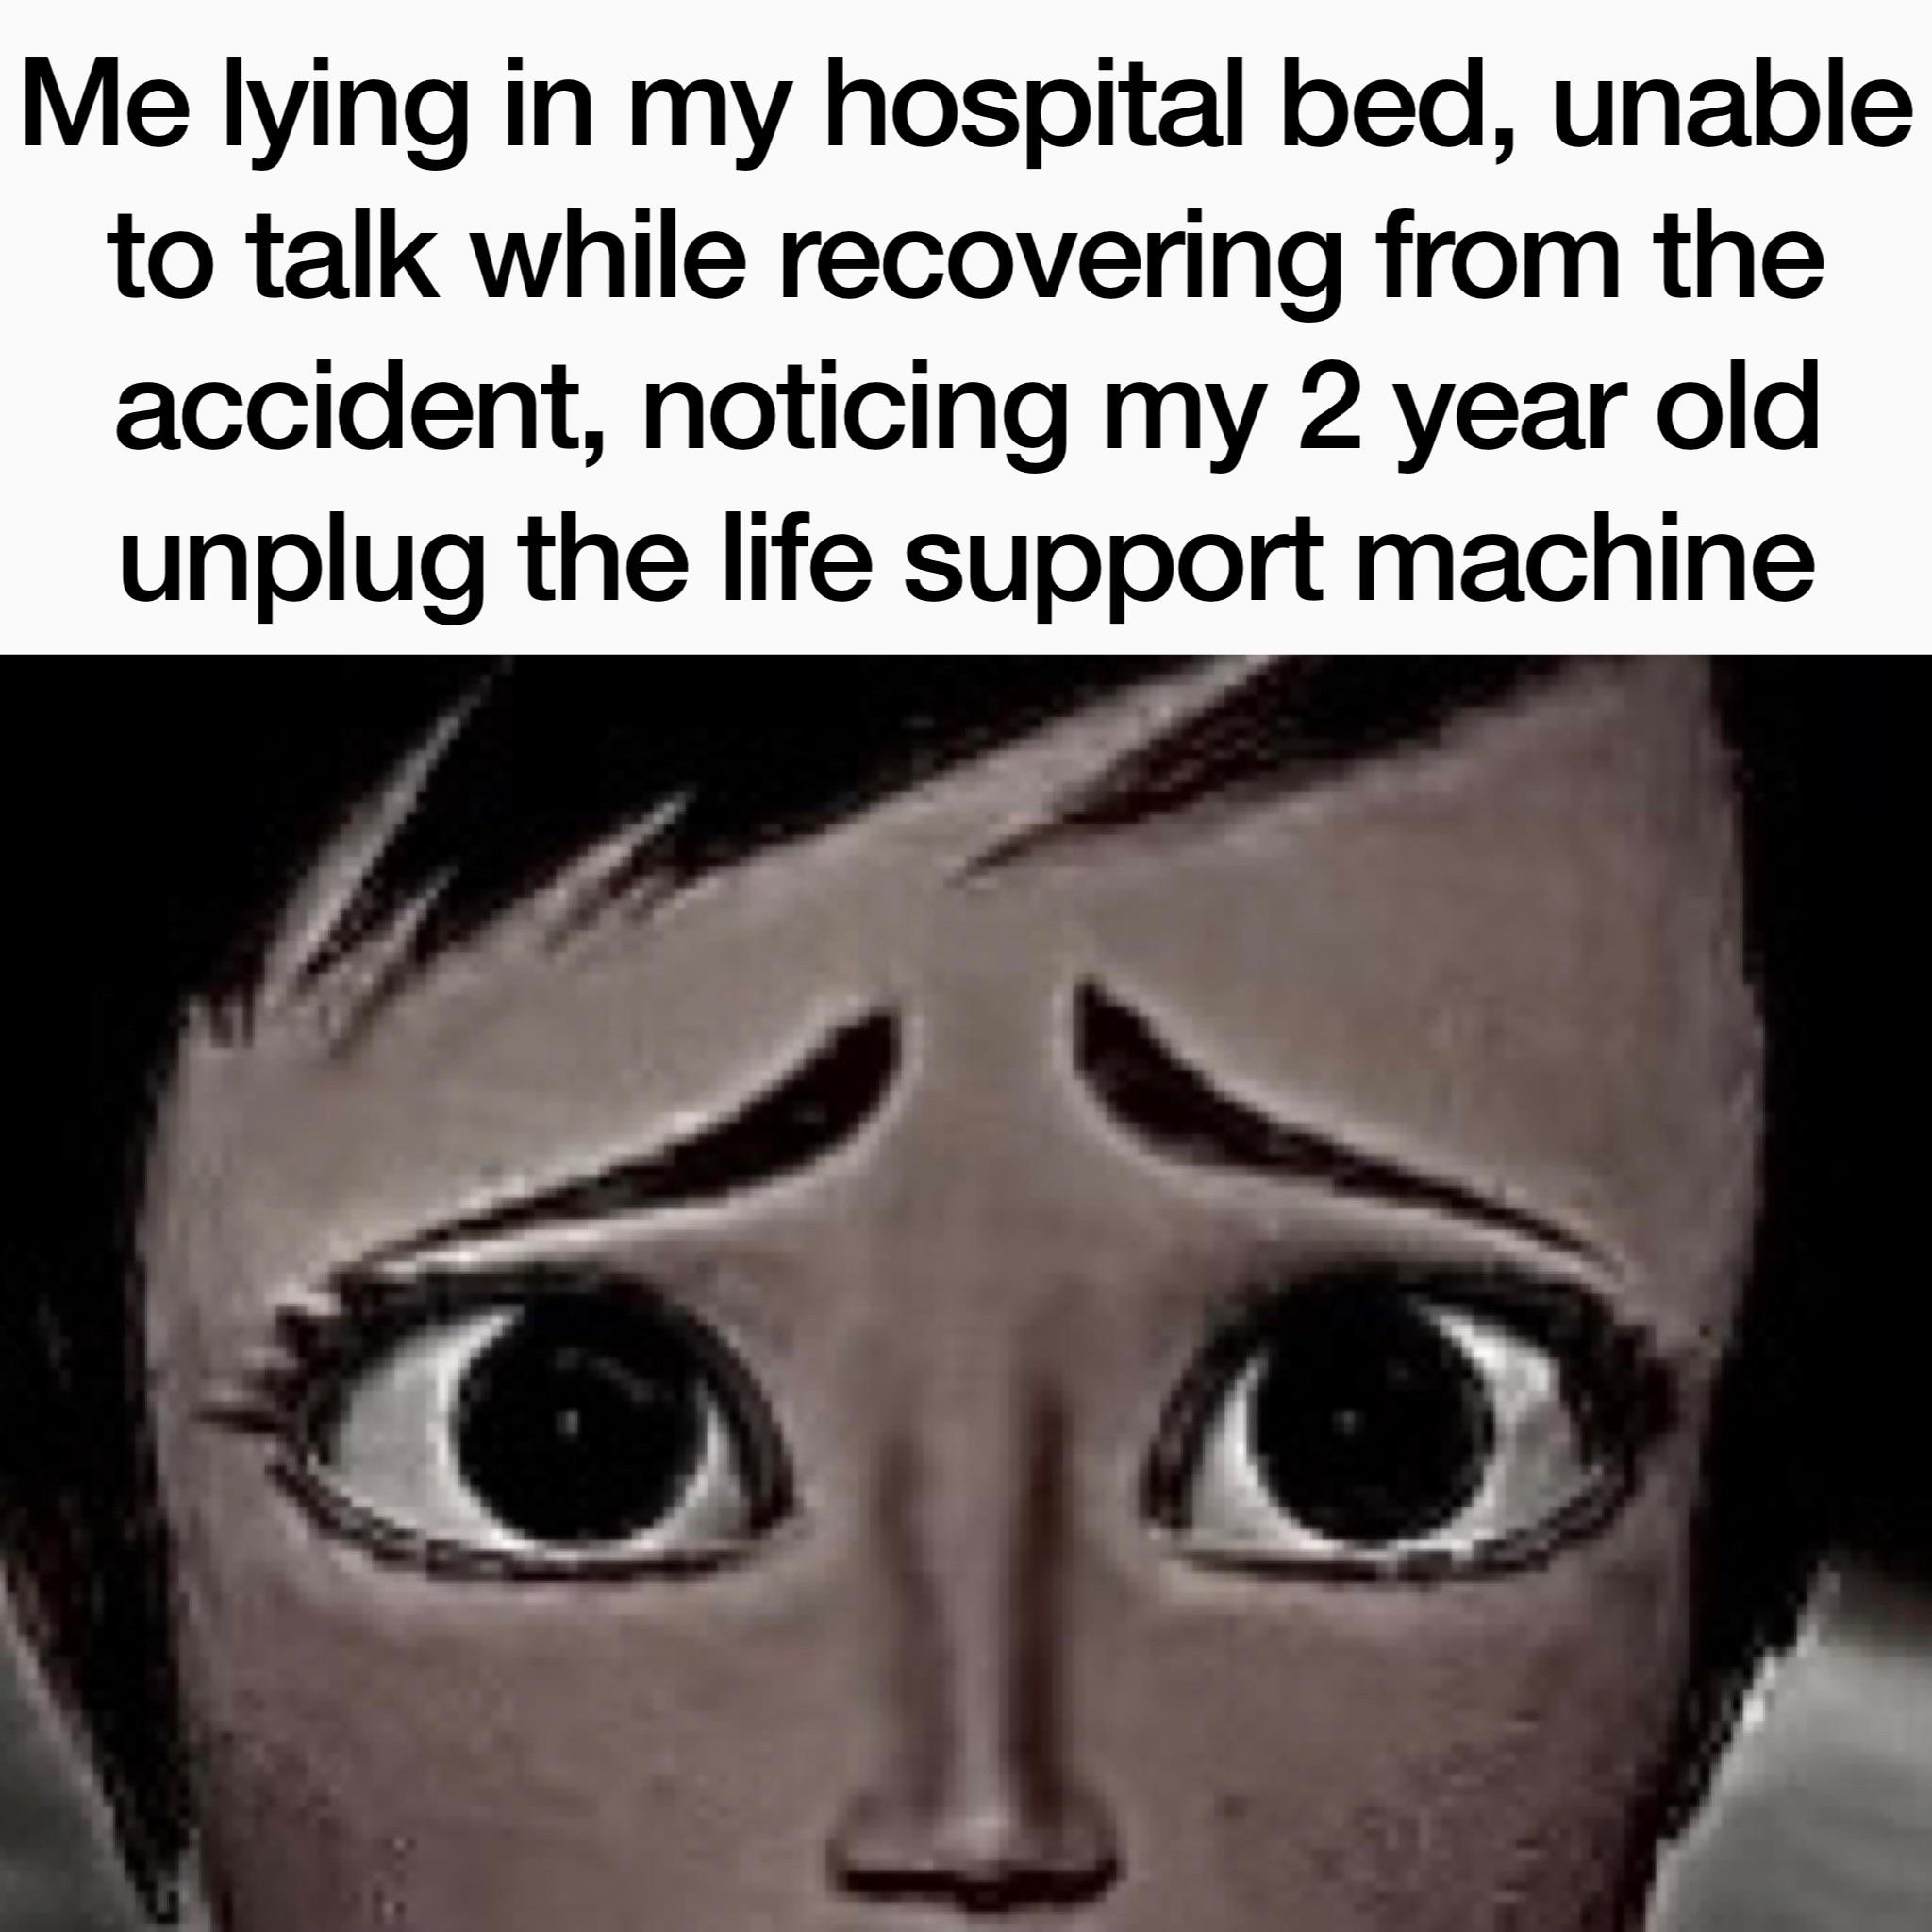 Me lying in my hospital bed, unable
to talk while recovering from the
accident, noticing my 2 year old
unplug the life support machine